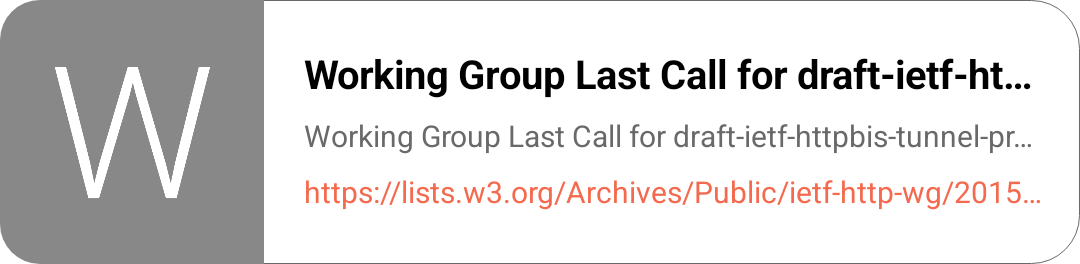 W
Working Group Last Call for draft-ietf-ht...
Working Group Last Call for draft-ietf-httpbis-tunnel-pr...
https://lists.w3.org/Archives/Public/ietf-http-wg/2015...